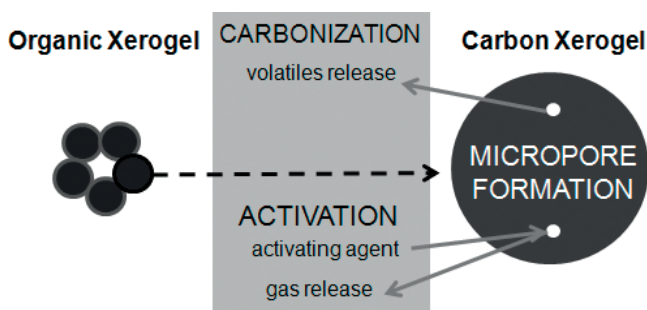 Organic Xerogel
CARBONIZATION
volatiles release
Carbon Xerogel
MICROPORE
FORMATION
ACTIVATION
activating agent
gas release